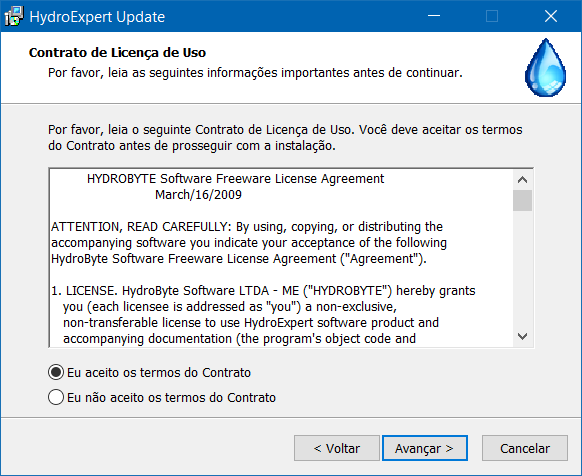 HydroExpert Update
Contrato de Licença de Uso
Por favor, leia as seguintes informações importantes antes de continuar.
Por favor, leia o seguinte Contrato de Licença de Uso. Você deve aceitar os termos
do Contrato antes de prosseguir com a instalação.
HYDROBYTE Software Freeware License Agreement
March/16/2009
ATTENTION, READ CAREFULLY: By using, copying, or distributing the
accompanying software you indicate your acceptance of the following
HydroByte Software Freeware License Agreement ("Agreement").
1. LICENSE. HydroByte Software LTDA - ME ("HYDROBYTE") hereby grants
you (each licensee is addressed as "you") a non-exclusive,
non-transferable license to use HydroExpert software product and
accompanying documentation (the program's object code and
Eu aceito os termos do Contrato
Eu não aceito os termos do Contrato
< Voltar
Avançar >
Cancelar